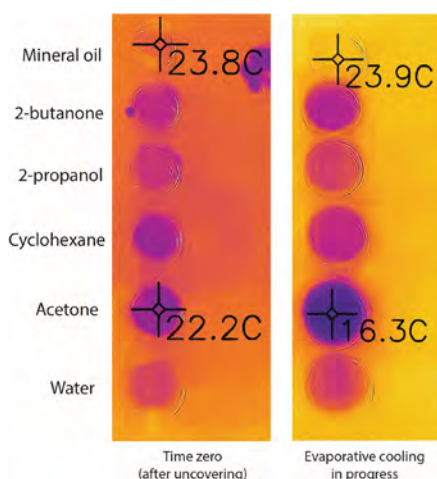 Mineral oil
23.8C
23.9C
2-butanone
2-propanol
Cyclohexane
Acetone
22.2C
16.3C
Water
Time zero
(after uncovering)
Evaporative cooling
in progress